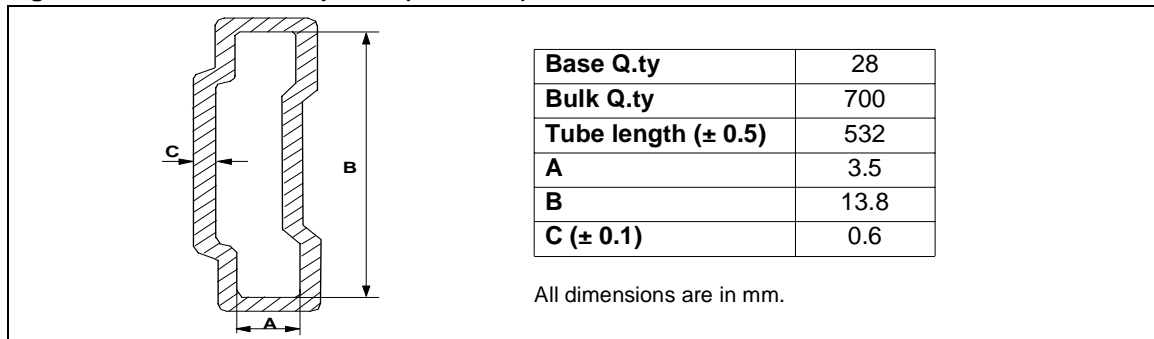 C
B
A
Base Q.ty 28
Bulk Q.ty 700
Tube length (± 0.5) 532
A 3.5
B 13.8
C (± 0.1) 0.6
All dimensions are in mm.